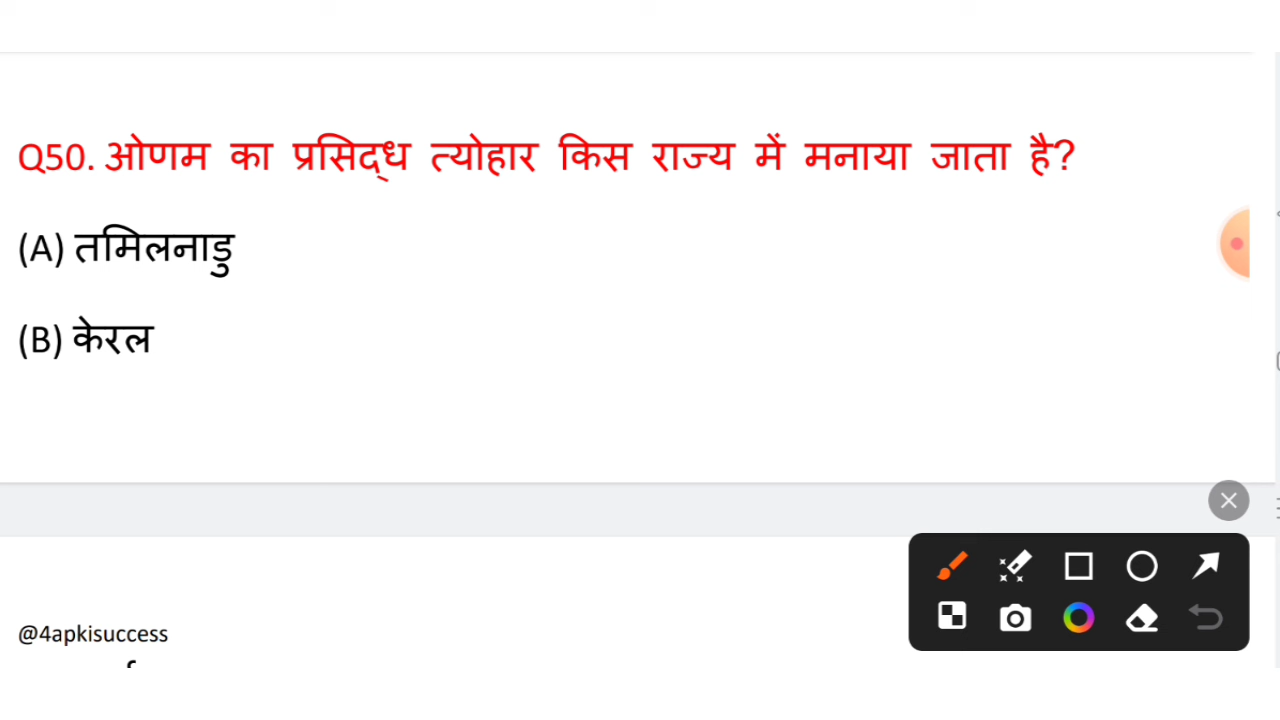 Q50. ओणम का प्रसिद्ध त्योहार किस राज्य में मनाया जाता है?
(A) तमिलनाडु
(B) केरल
@4apkisuccess